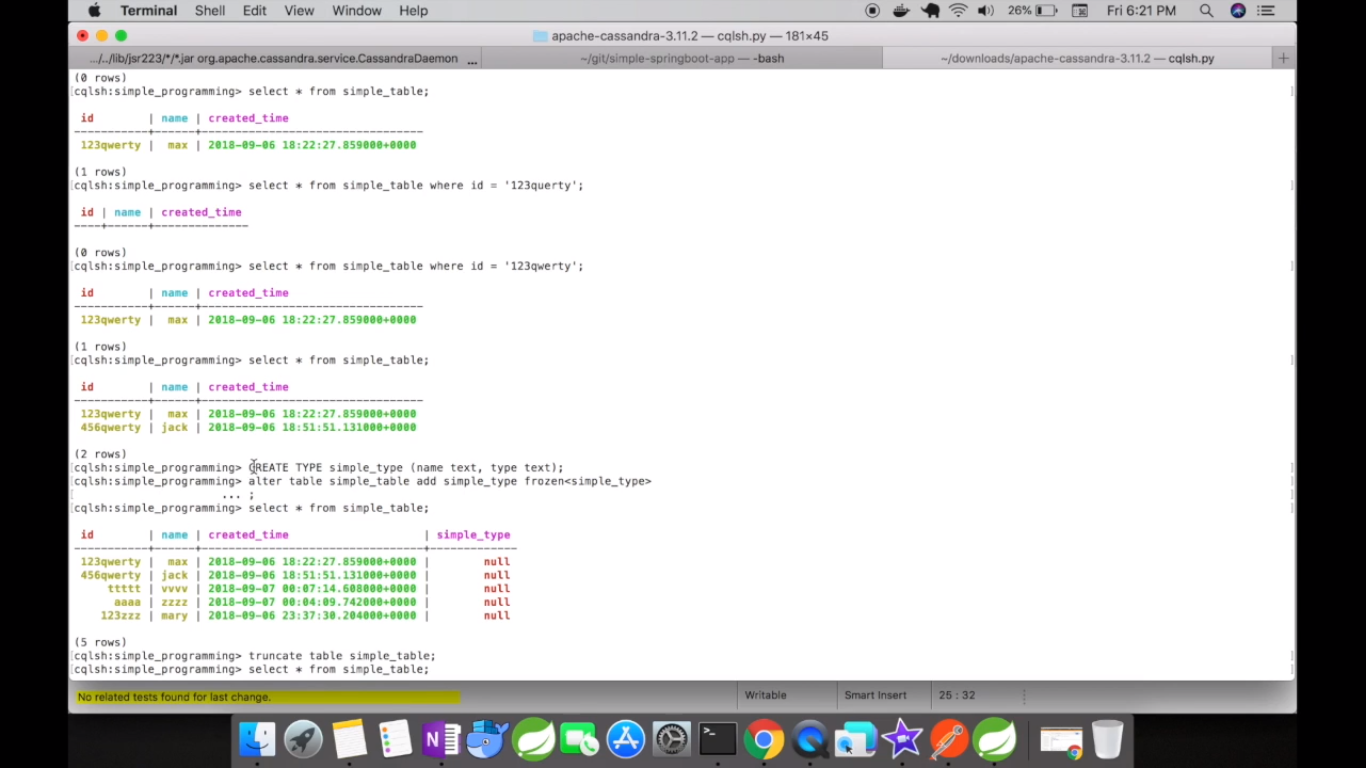 Terminal Shell Edit View Window Help 26% Fri 6:21 PM
apache-cassandra-3.11.2 — cqlsh.py — 181×45
.../../lib/jsr223/*/*.jar org.apache.cassandra.service.CassandraDaemon ... ~/git/simple-springboot-app — -bash ~/downloads/apache-cassandra-3.11.2 — cqlsh.py +
(0 rows)
[cqlsh:simple_programming> select * from simple_table; ]
id | name | created_time
----------+------+---------------------------------
123qwerty | max | 2018-09-06 18:22:27.859000+0000
(1 rows)
[cqlsh:simple_programming> select * from simple_table where id = '123querty'; ]
id | name | created_time
----+------+--------------
(0 rows)
[cqlsh:simple_programming> select * from simple_table where id = '123qwerty'; ]
id | name | created_time
-----------+------+---------------------------------
123qwerty | max | 2018-09-06 18:22:27.859000+0000
(1 rows)
[cqlsh:simple_programming> select * from simple_table; ]
id | name | created_time
-----------+------+---------------------------------
123qwerty | max | 2018-09-06 18:22:27.859000+0000
456qwerty | jack | 2018-09-06 18:51:51.131000+0000
(2 rows)
[cqlsh:simple_programming> CREATE TYPE simple_type (name text, type text); ]
[cqlsh:simple_programming> alter table simple_table add simple_type frozen<simple_type> ]
[ ... ; ]
[cqlsh:simple_programming> select * from simple_table; ]
id | name | created_time | simple_type
-----------+------+---------------------------------+-------------
123qwerty | max | 2018-09-06 18:22:27.859000+0000 | null
456qwerty | jack | 2018-09-06 18:51:51.131000+0000 | null
ttttt | vvvv | 2018-09-07 00:07:14.608000+0000 | null
aaaa | zzzz | 2018-09-07 00:04:09.742000+0000 | null
123zzz | mary | 2018-09-06 23:37:30.204000+0000 | null
(5 rows)
[cqlsh:simple_programming> truncate table simple_table; ]
[cqlsh:simple_programming> select * from simple_table; ]
No related tests found for last change. Writable Smart Insert 25 : 32